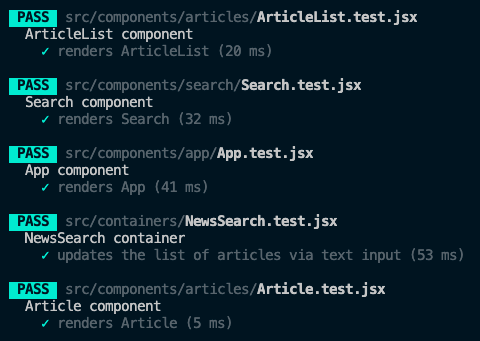 PASS src/components/articles/ArticleList.test.jsx
ArticleList component
✓ renders ArticleList (20 ms)
PASS src/components/search/Search.test.jsx
Search component
✓ renders Search (32 ms)
PASS src/components/app/App.test.jsx
App component
✓ renders App (41 ms)
PASS src/containers/NewsSearch.test.jsx
NewsSearch container
✓ updates the list of articles via text input (53 ms)
PASS src/components/articles/Article.test.jsx
Article component
✓ renders Article (5 ms)